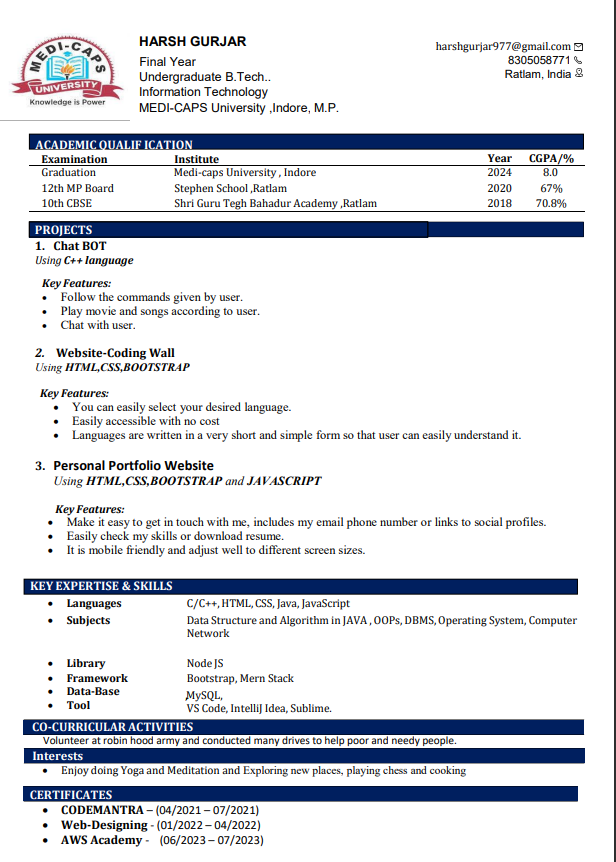 MEDI-CAPS
UNIVERSITY
Knowledge is Power
HARSH GURJAR
Final Year
Undergraduate B.Tech..
Information Technology
MEDI-CAPS University ,Indore, M.P.
harshgurjar977@gmail.com
8305058771
Ratlam, India
ACADEMIC QUALIFICATION
Examination Institute Year CGPA/%
Graduation Medi-caps University , Indore 2024 8.0
12th MP Board Stephen School ,Ratlam 2020 67%
10th CBSE Shri Guru Tegh Bahadur Academy ,Ratlam 2018 70.8%
PROJECTS
1. Chat BOT
Using C++ language
Key Features:
• Follow the commands given by user.
• Play movie and songs according to user.
• Chat with user.
2. Website-Coding Wall
Using HTML,CSS,BOOTSTRAP
Key Features:
• You can easily select your desired language.
• Easily accessible with no cost
• Languages are written in a very short and simple form so that user can easily understand it.
3. Personal Portfolio Website
Using HTML,CSS,BOOTSTRAP and JAVASCRIPT
Key Features:
• Make it easy to get in touch with me, includes my email phone number or links to social profiles.
• Easily check my skills or download resume.
• It is mobile friendly and adjust well to different screen sizes.
KEY EXPERTISE & SKILLS
• Languages C/C++, HTML, CSS, Java, JavaScript
• Subjects Data Structure and Algorithm in JAVA , OOPs, DBMS, Operating System, Computer
Network
• Library Node JS
• Framework Bootstrap, Mern Stack
• Data-Base MySQL,
• Tool VS Code, IntelliJ Idea, Sublime.
CO-CURRICULAR ACTIVITIES
Volunteer at robin hood army and conducted many drives to help poor and needy people.
Interests
• Enjoy doing Yoga and Meditation and Exploring new places, playing chess and cooking
CERTIFICATES
• CODEMANTRA – (04/2021 – 07/2021)
• Web-Designing - (01/2022 – 04/2022)
• AWS Academy - (06/2023 – 07/2023)